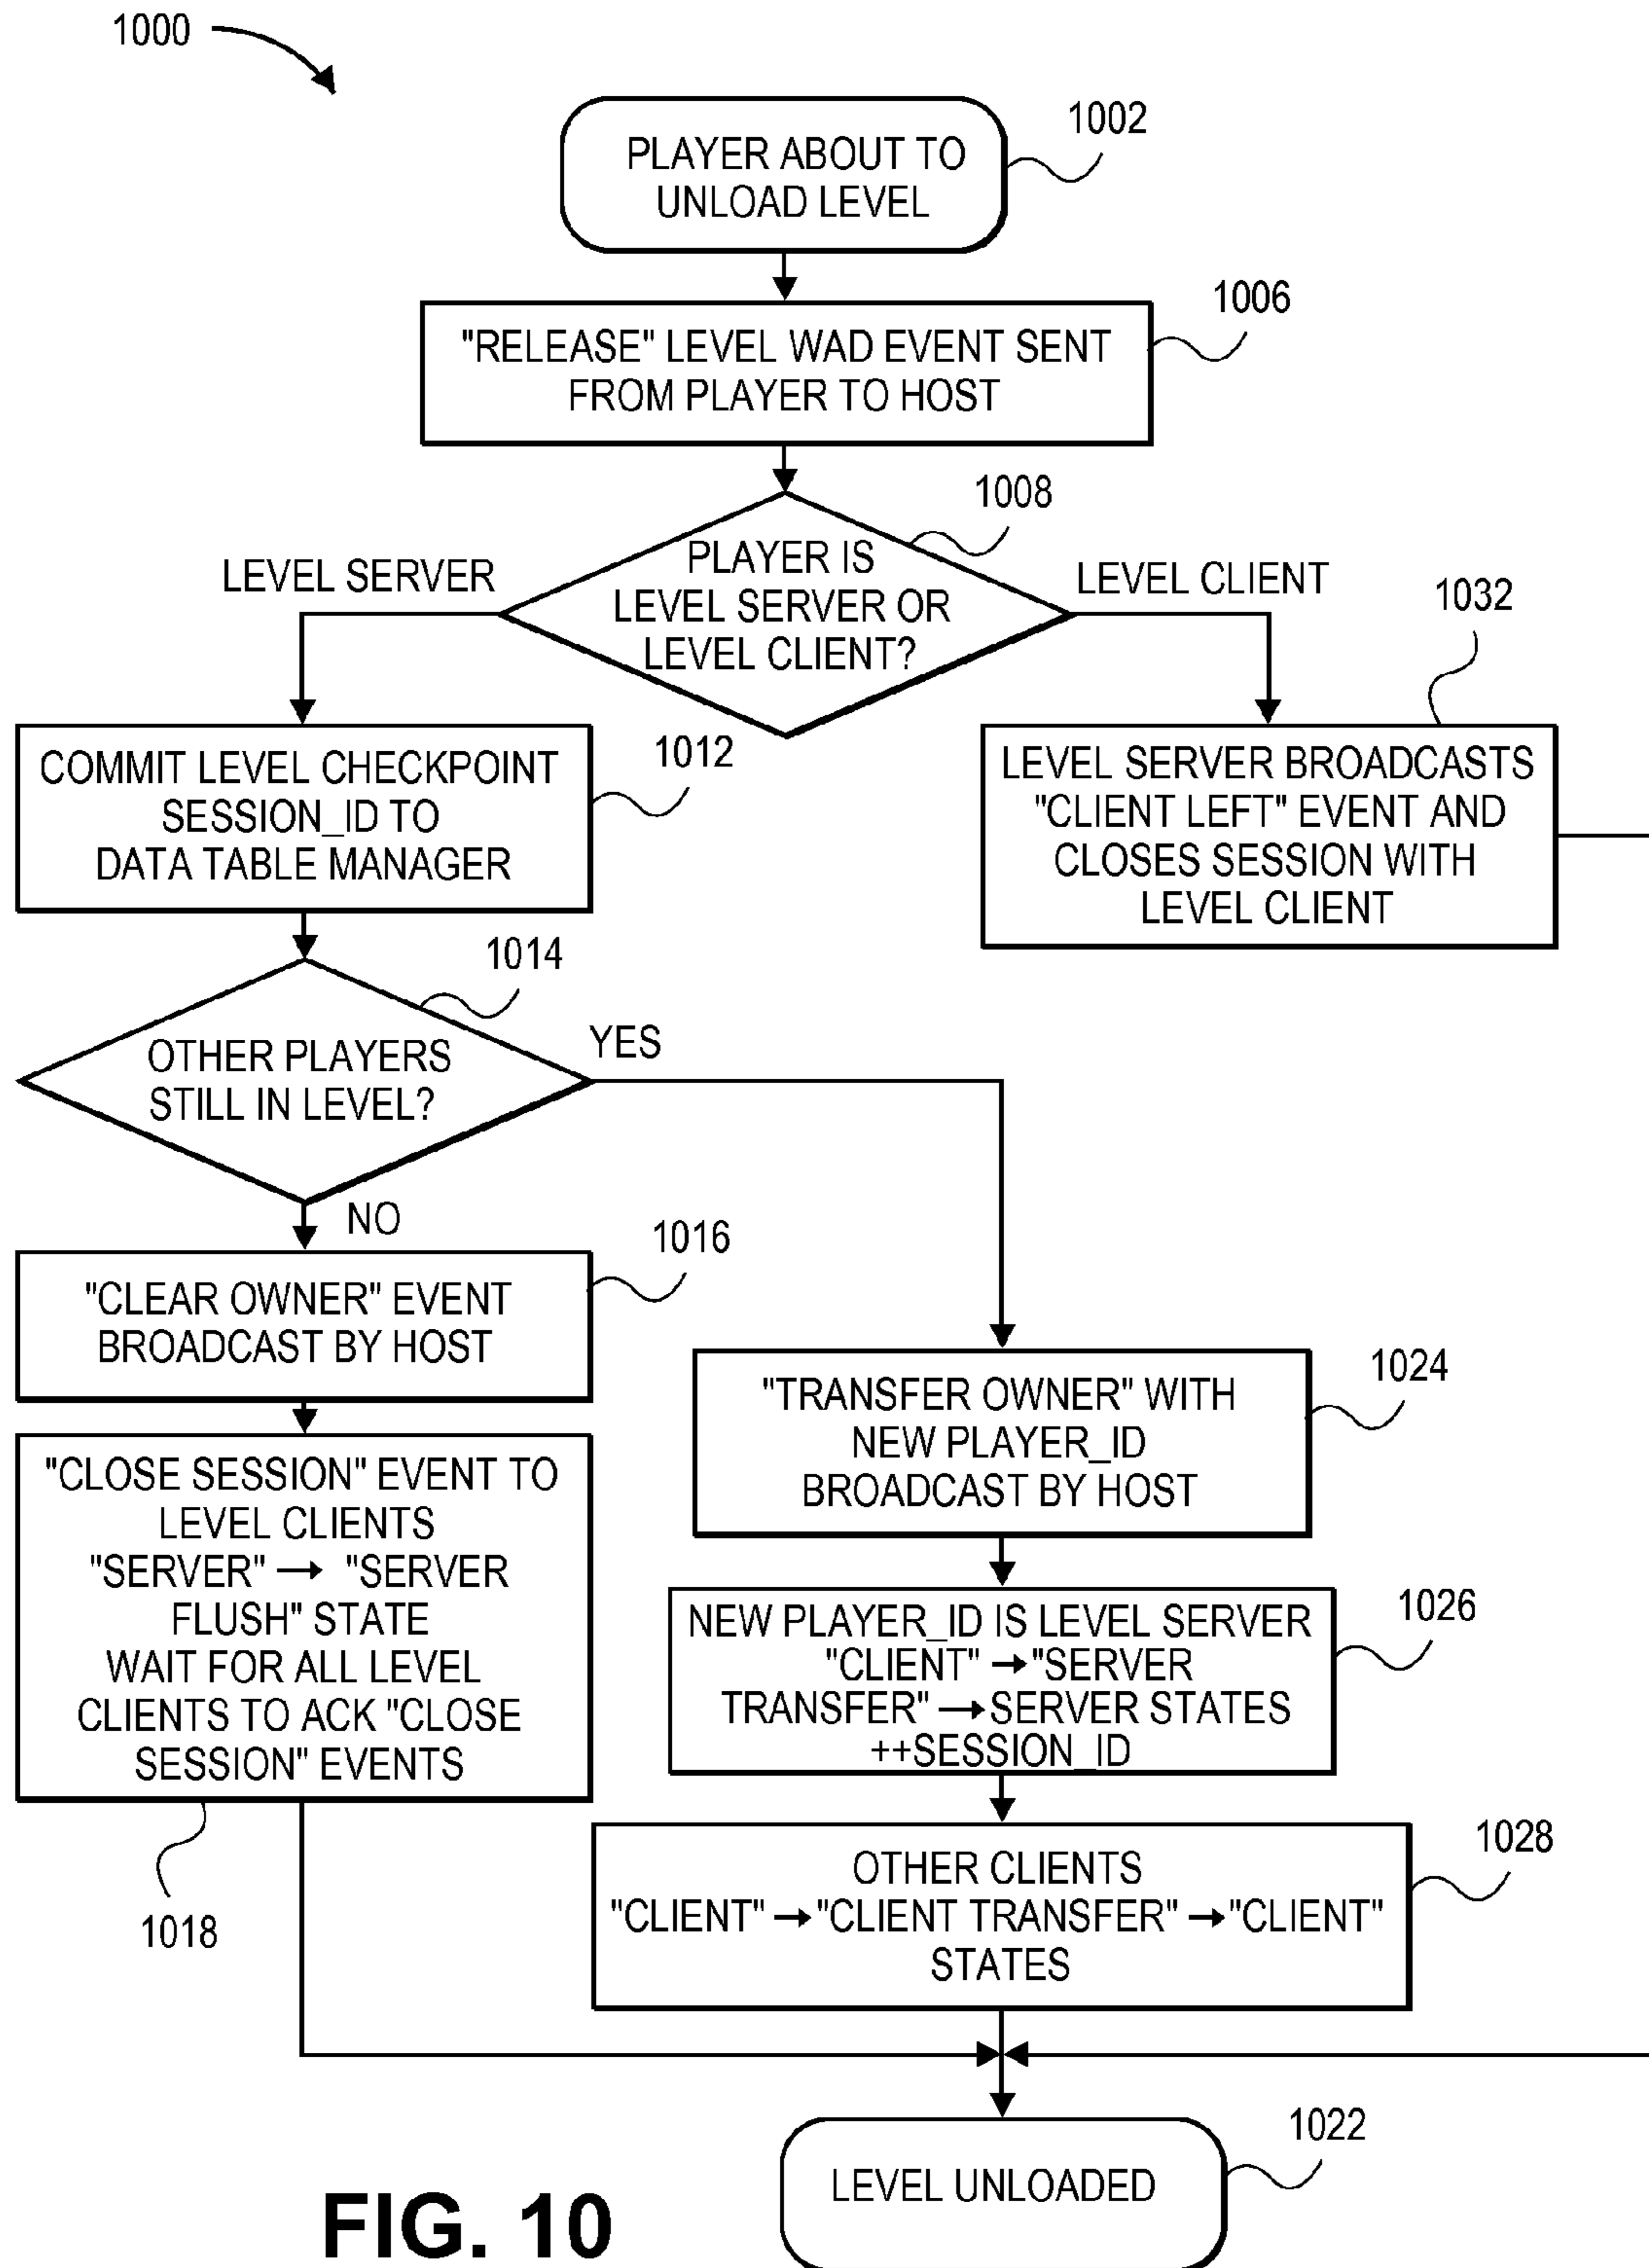 1000
1002
PLAYER ABOUT TO
UNLOAD LEVEL
1006
"RELEASE" LEVEL WAD EVENT SENT
FROM PLAYER TO HOST
1008
PLAYER IS
LEVEL SERVER OR
LEVEL CLIENT?
LEVEL SERVER
LEVEL CLIENT
1032
LEVEL SERVER BROADCASTS
"CLIENT LEFT" EVENT AND
CLOSES SESSION WITH
LEVEL CLIENT
1012
COMMIT LEVEL CHECKPOINT
SESSION_ID TO
DATA TABLE MANAGER
1014
OTHER PLAYERS
STILL IN LEVEL?
YES
NO
1016
"CLEAR OWNER" EVENT
BROADCAST BY HOST
"CLOSE SESSION" EVENT TO
LEVEL CLIENTS
"SERVER" → "SERVER
FLUSH" STATE
WAIT FOR ALL LEVEL
CLIENTS TO ACK "CLOSE
SESSION" EVENTS
1018
1024
"TRANSFER OWNER" WITH
NEW PLAYER_ID
BROADCAST BY HOST
1026
NEW PLAYER_ID IS LEVEL SERVER
"CLIENT" → "SERVER
TRANSFER" → SERVER STATES
++SESSION_ID
1028
OTHER CLIENTS
"CLIENT" → "CLIENT TRANSFER" → "CLIENT"
STATES
1022
LEVEL UNLOADED
FIG. 10